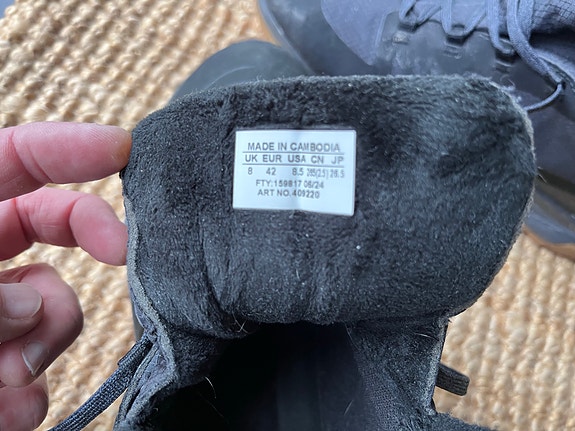 MADE IN CAMBODIA
UK EUR USA CN JP
8 42 8.5 265(2.5) 26.5
FTY:159817 06/24
ART NO.409220